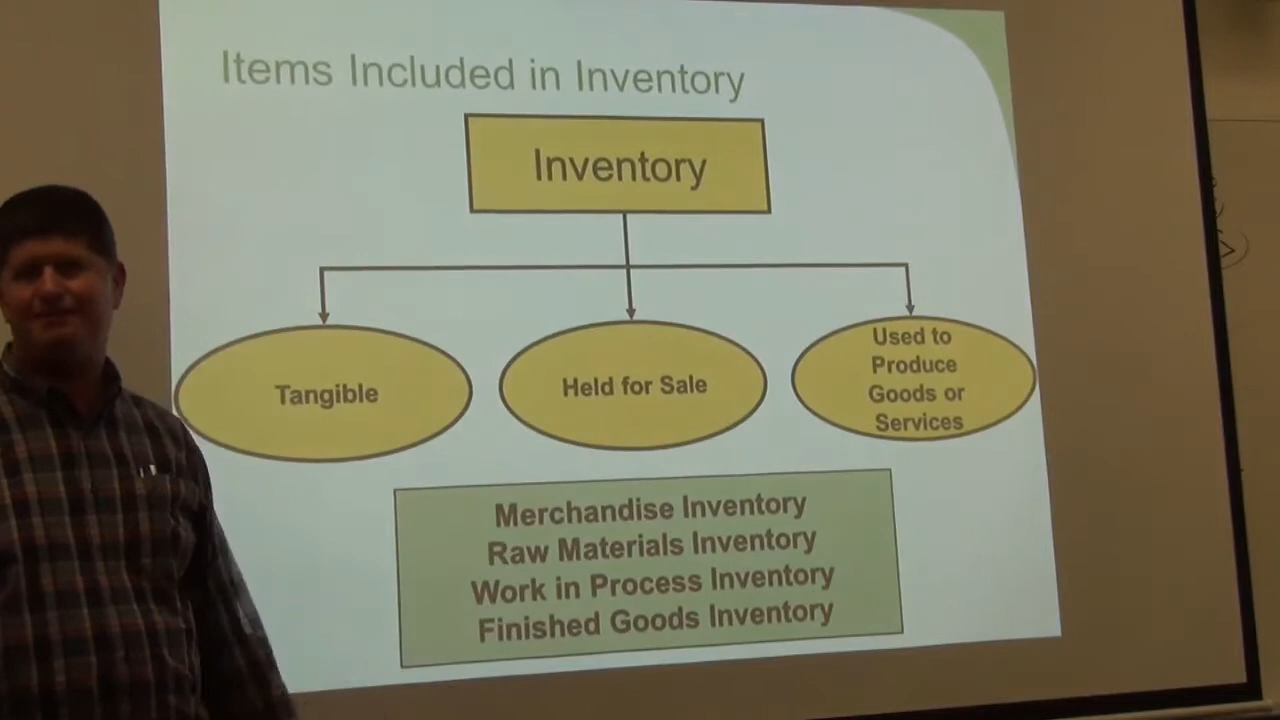 Items Included in Inventory
Inventory
Tangible
Held for Sale
Used to
Produce
Goods or
Services
Merchandise Inventory
Raw Materials Inventory
Work in Process Inventory
Finished Goods Inventory